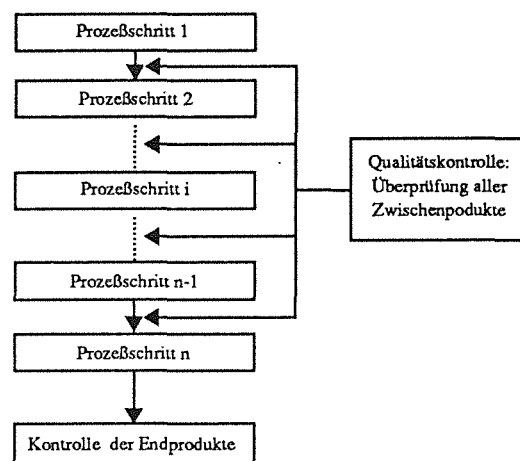 Prozeßschritt 1
Prozeßschritt 2
Prozeßschritt i
Prozeßschritt n-1
Prozeßschritt n
Kontrolle der Endprodukte
Qualitätskontrolle:
Überprüfung aller
Zwischenpodukte